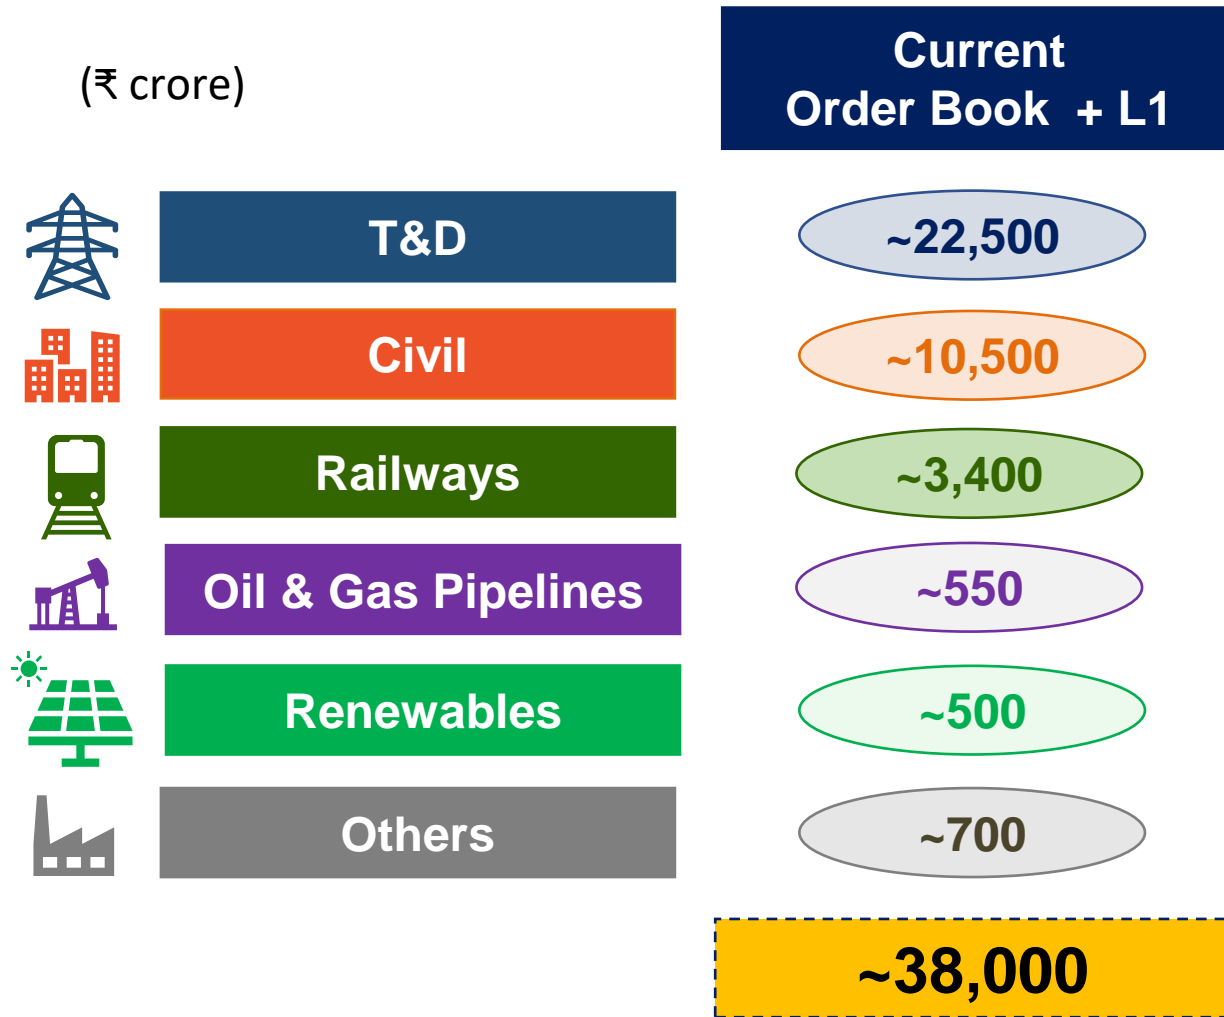 (₹ crore)
Current
Order Book + L1
T&D
~22,500
Civil
~10,500
Railways
~3,400
Oil & Gas Pipelines
~550
Renewables
~500
Others
~700
~38,000